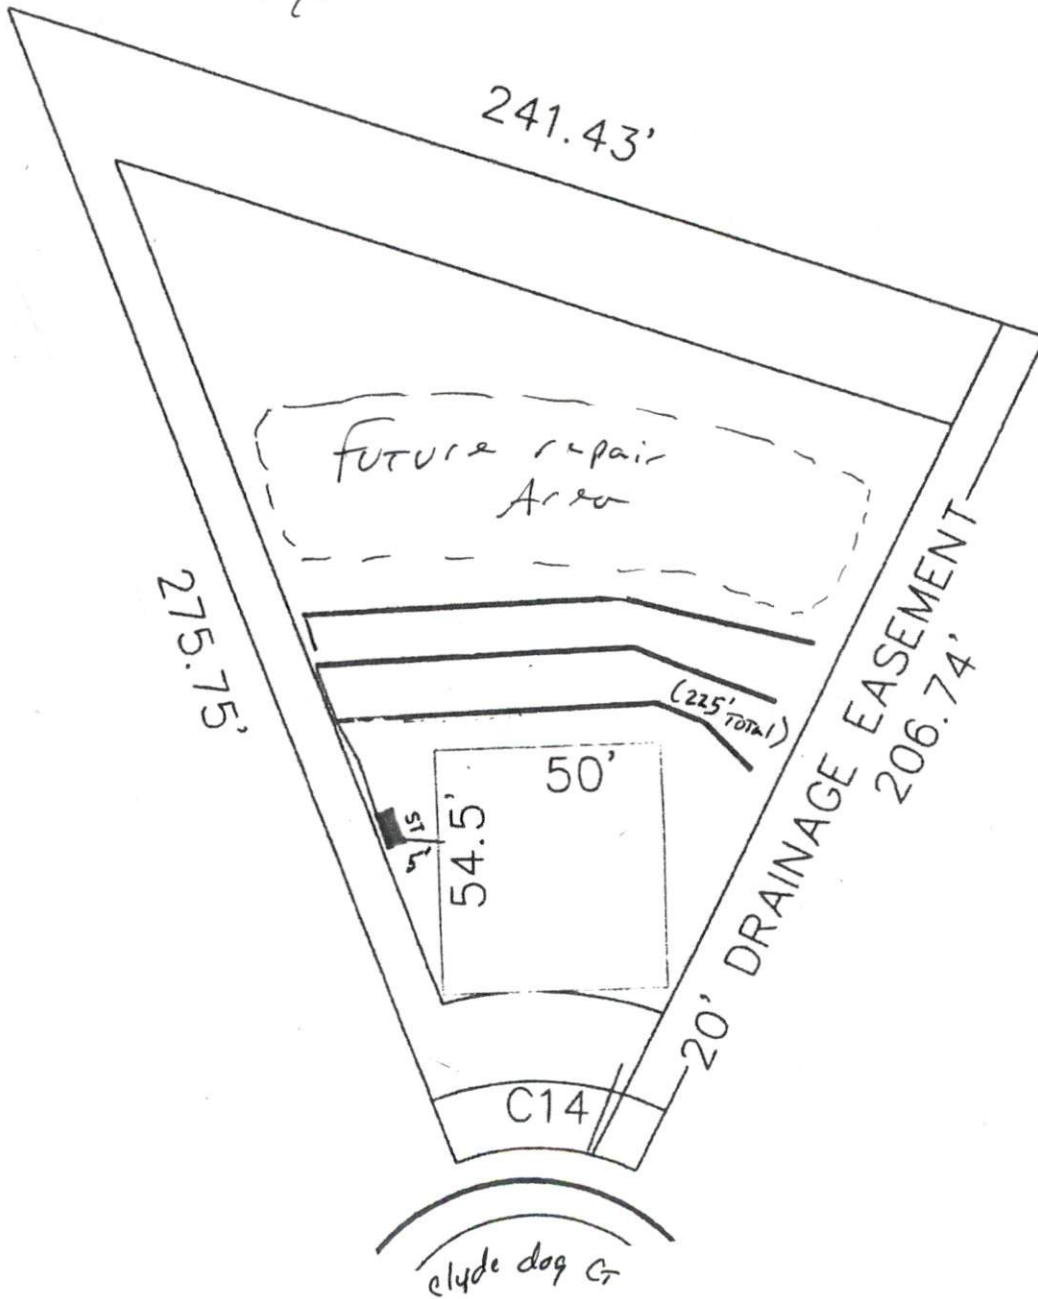 241.43'
Future repair
Area
275.75'
(225'
Total)
50'
54.5'
ST
5'
20' DRAINAGE EASEMENT
206.74'
C14
clyde dog CT